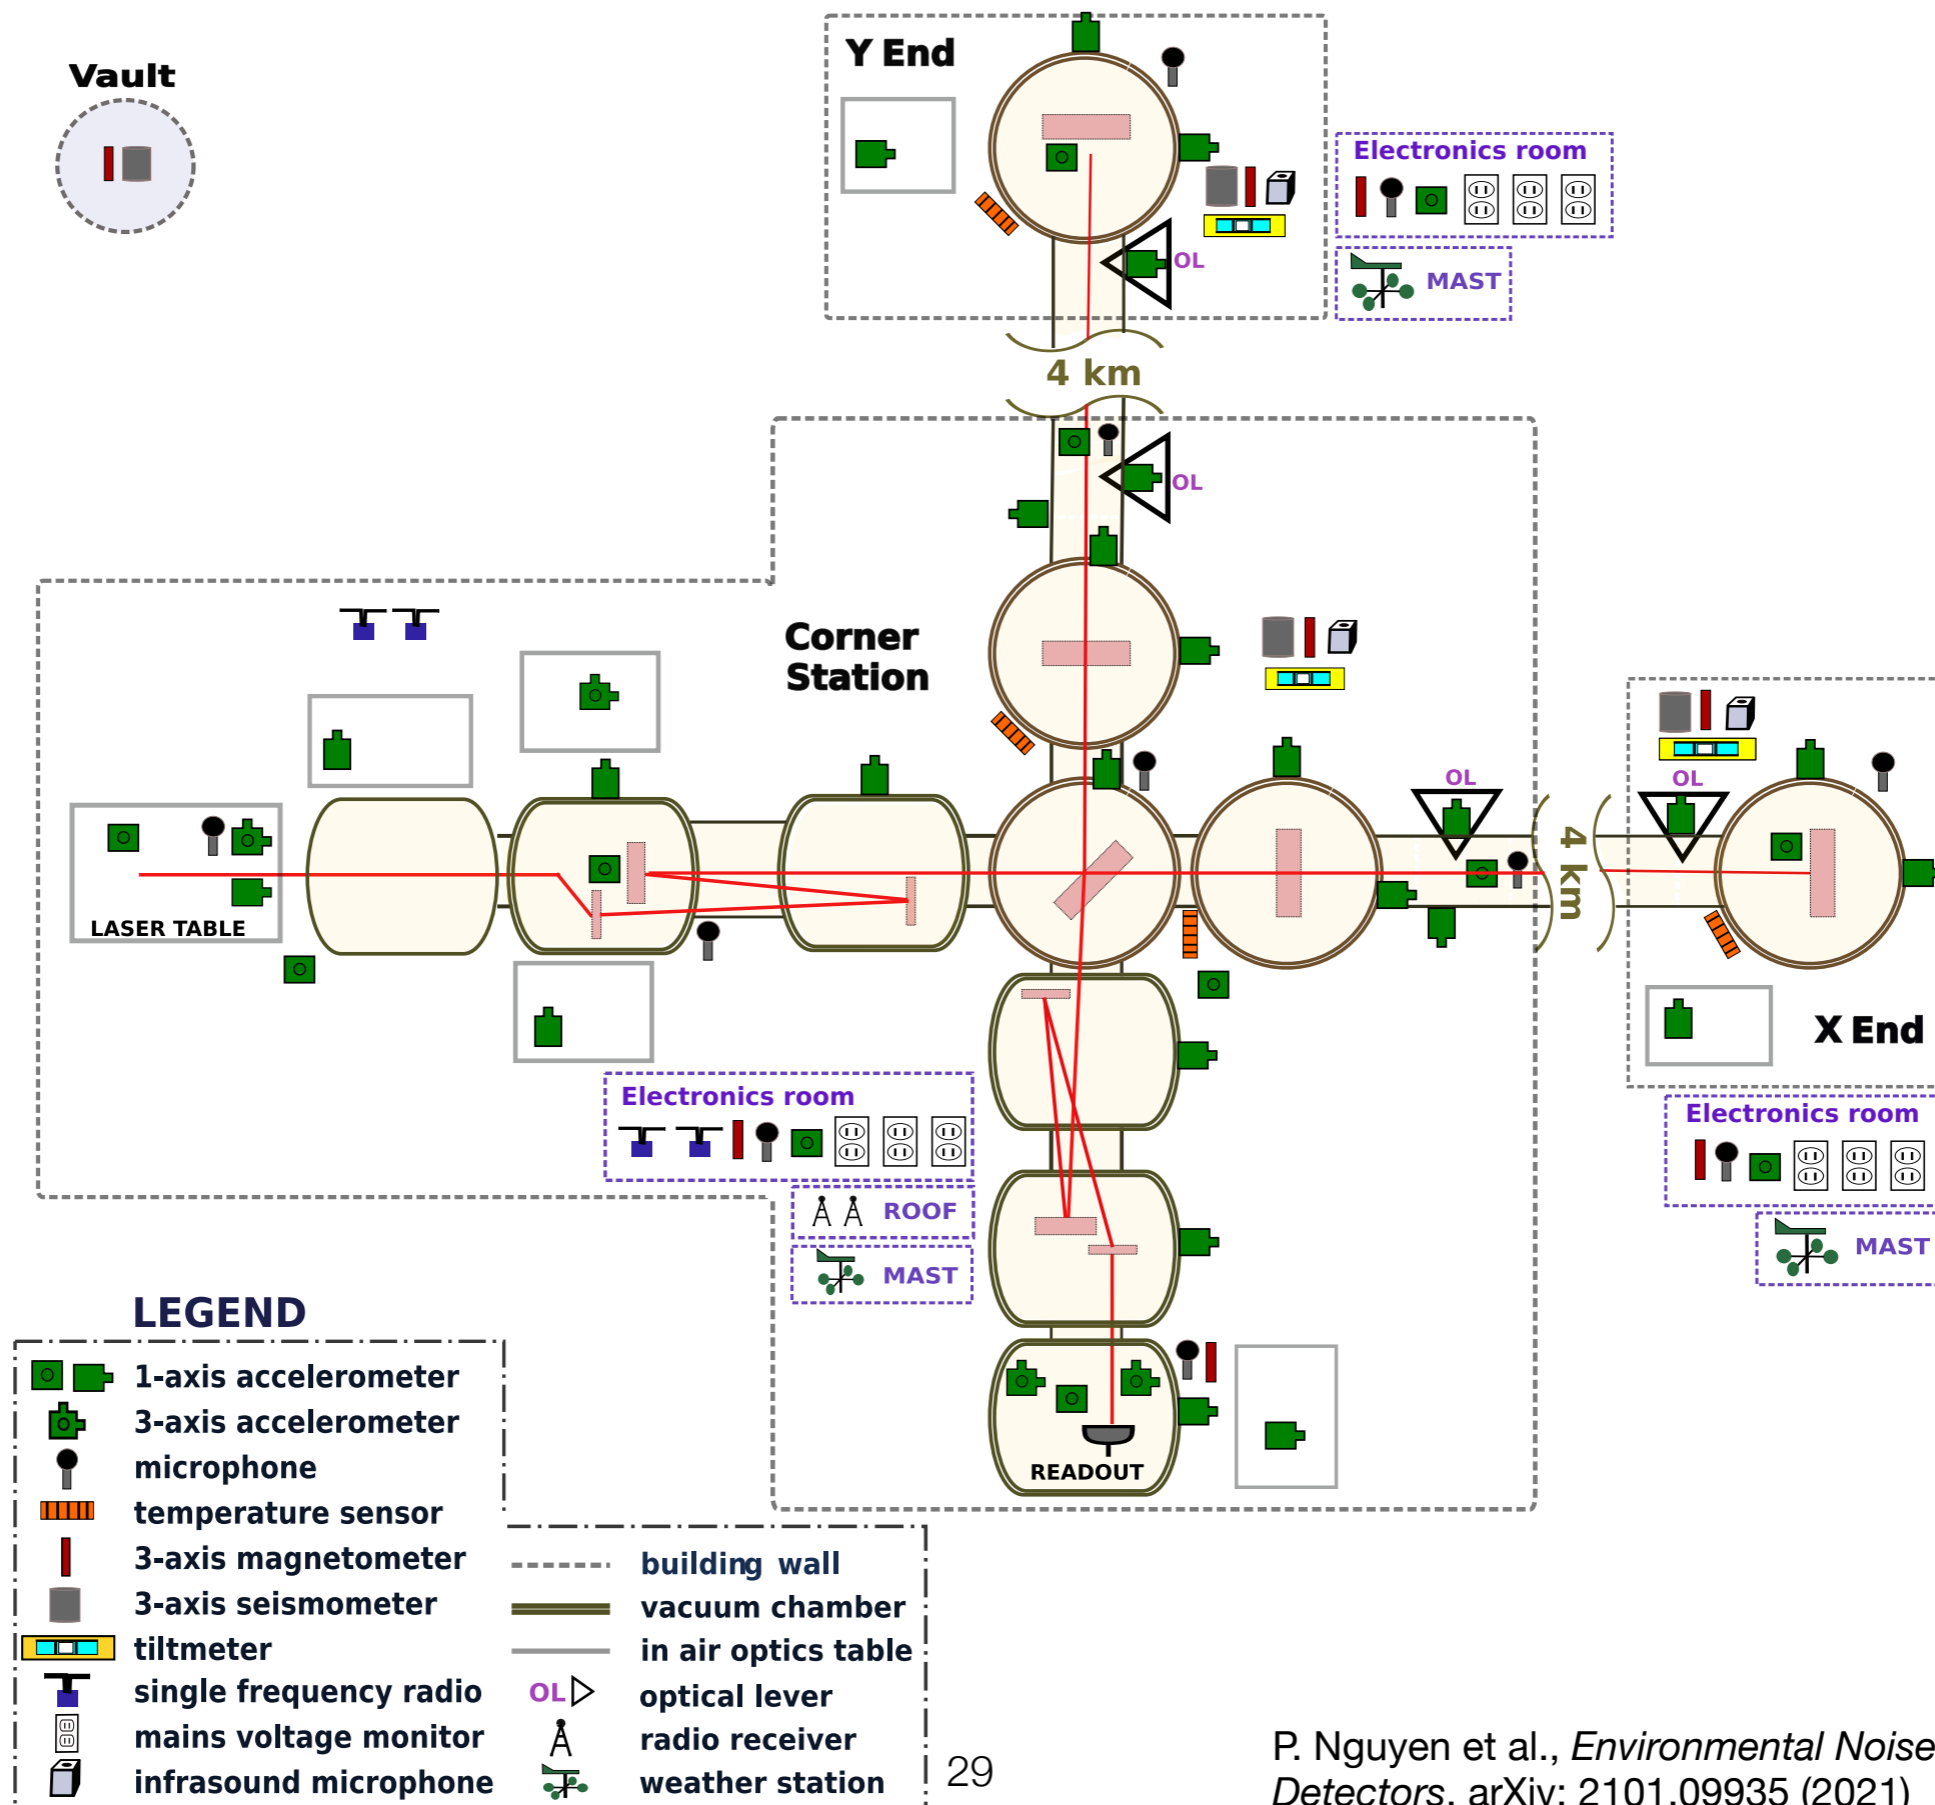 Vault
Y End
Electronics room
OL
MAST
4 km
OL
Corner
Station
OL
OL
4 km
LASER TABLE
X End
Electronics room
Electronics room
ROOF
MAST
MAST
READOUT
LEGEND
1-axis accelerometer
3-axis accelerometer
microphone
temperature sensor
3-axis magnetometer
3-axis seismometer
tiltmeter
single frequency radio
mains voltage monitor
infrasound microphone
building wall
vacuum chamber
in air optics table
OL optical lever
radio receiver
weather station
29
P. Nguyen et al., Environmental Noise
Detectors, arXiv: 2101.09935 (2021)